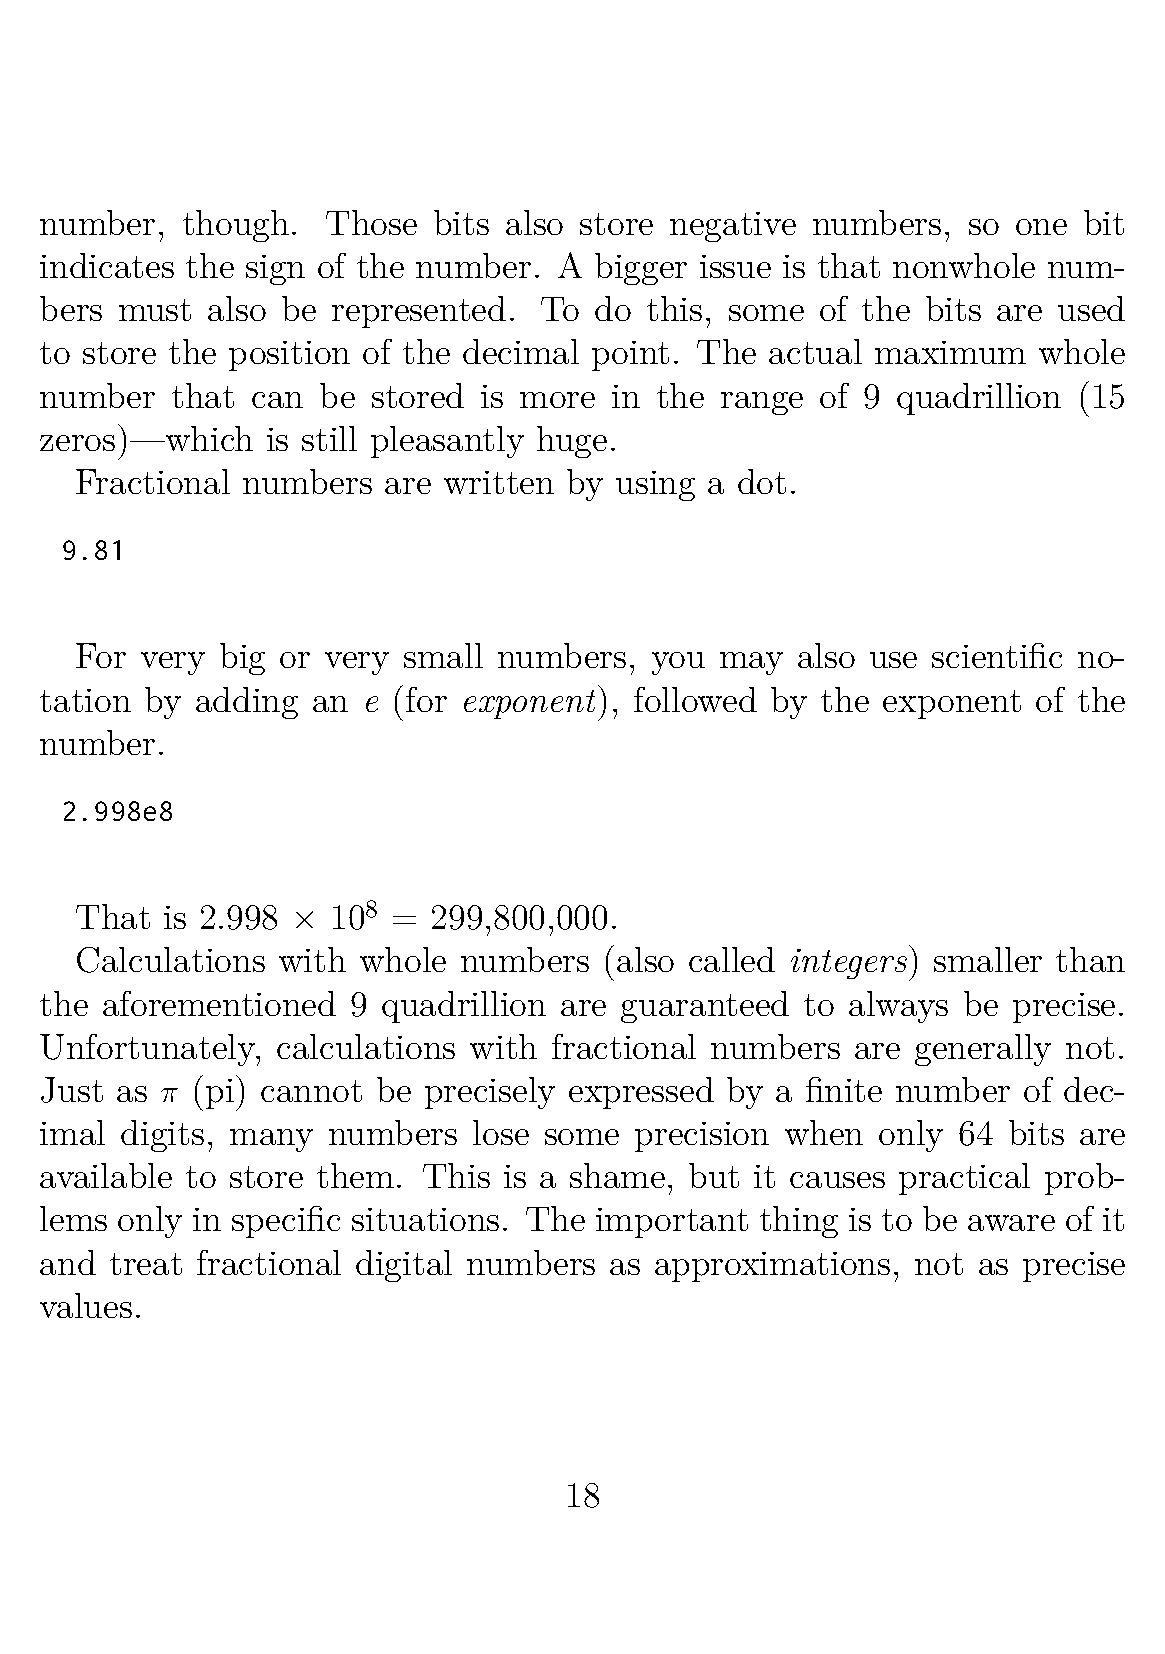 number, though. Those bits also store negative numbers, so one bit
indicates the sign of the number. A bigger issue is that nonwhole num-
bers must also be represented. To do this, some of the bits are used
to store the position of the decimal point. The actual maximum whole
number that can be stored is more in the range of 9 quadrillion (15
zeros)—which is still pleasantly huge.
Fractional numbers are written by using a dot.
9.81
For very big or very small numbers, you may also use scientific no-
tation by adding an e (for exponent), followed by the exponent of the
number.
2.998e8
That is 2.998 × 10⁸ = 299,800,000.
Calculations with whole numbers (also called integers) smaller than
the aforementioned 9 quadrillion are guaranteed to always be precise.
Unfortunately, calculations with fractional numbers are generally not.
Just as π (pi) cannot be precisely expressed by a finite number of dec-
imal digits, many numbers lose some precision when only 64 bits are
available to store them. This is a shame, but it causes practical prob-
lems only in specific situations. The important thing is to be aware of it
and treat fractional digital numbers as approximations, not as precise
values.
18